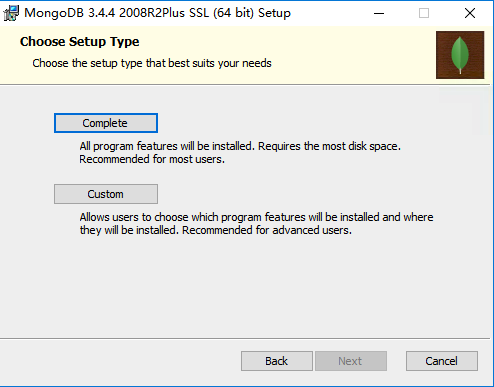 MongoDB 3.4.4 2008R2Plus SSL (64 bit) Setup
Choose Setup Type
Choose the setup type that best suits your needs
Complete
All program features will be installed. Requires the most disk space.
Recommended for most users.
Custom
Allows users to choose which program features will be installed and where
they will be installed. Recommended for advanced users.
Back
Next
Cancel